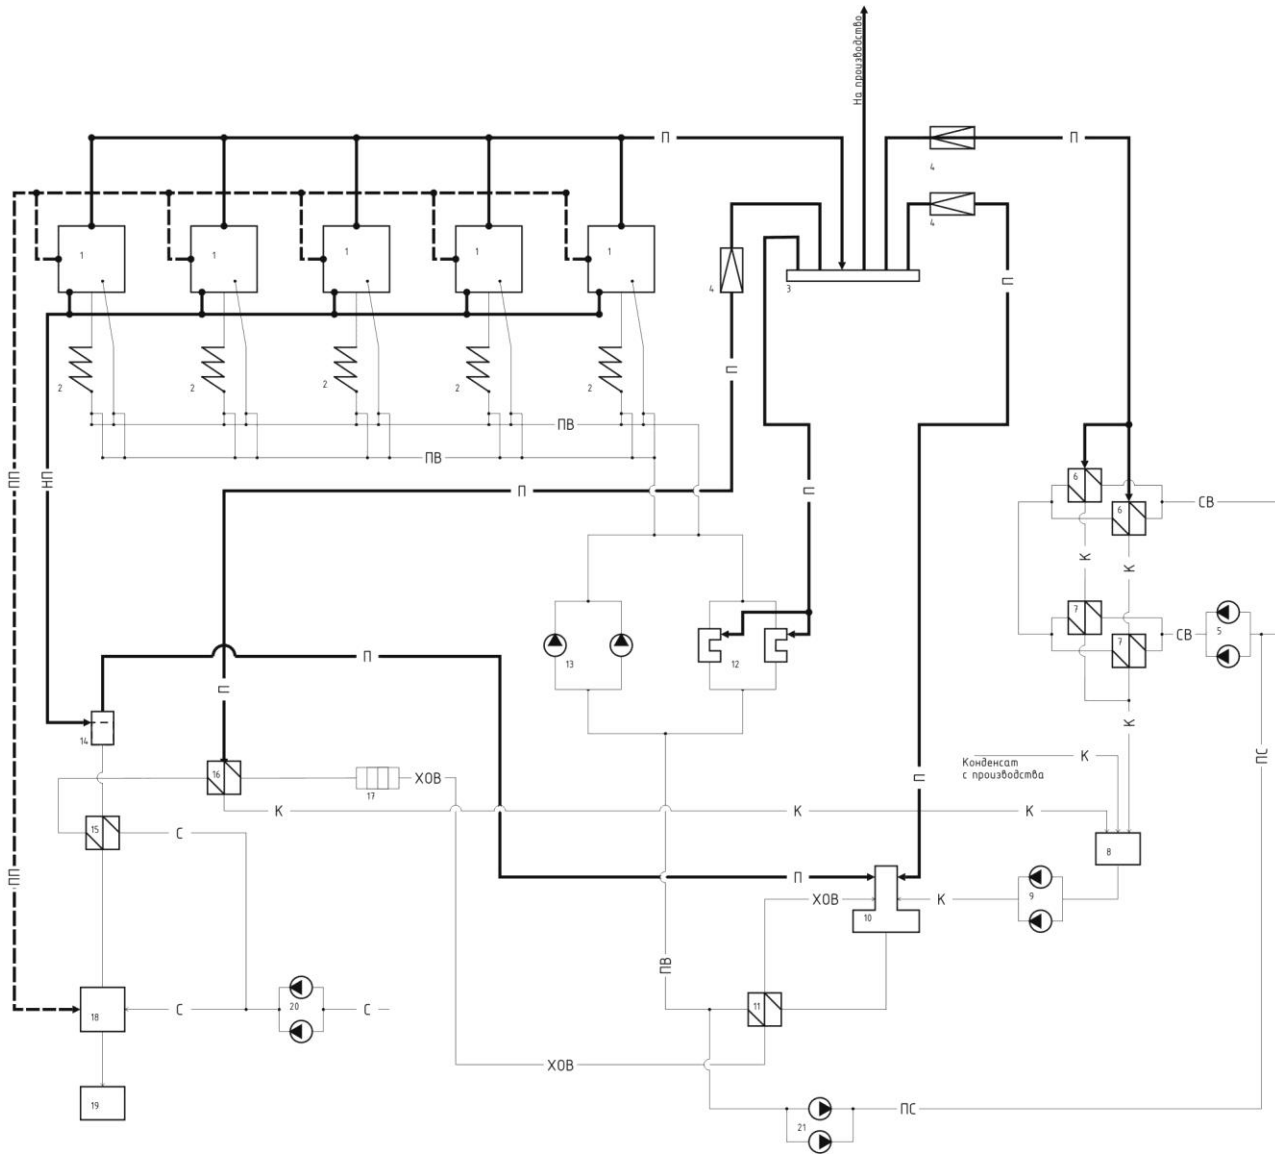 На производство
П
П
4
4
1
1
1
1
1
4
3
П
2
2
2
2
2
П
ПВ
ПВ
ПП
НП
П
П
6
6
СВ
К
К
7
7
СВ
5
13
12
П
П
14
К
ПС
16
17
ХОВ
Конденсат
с производства
К
П
К
К
К
15
С
8
ПП
П
ХОВ
10
К
9
ПВ
11
18
С
20
С
ХОВ
19
ПС
21